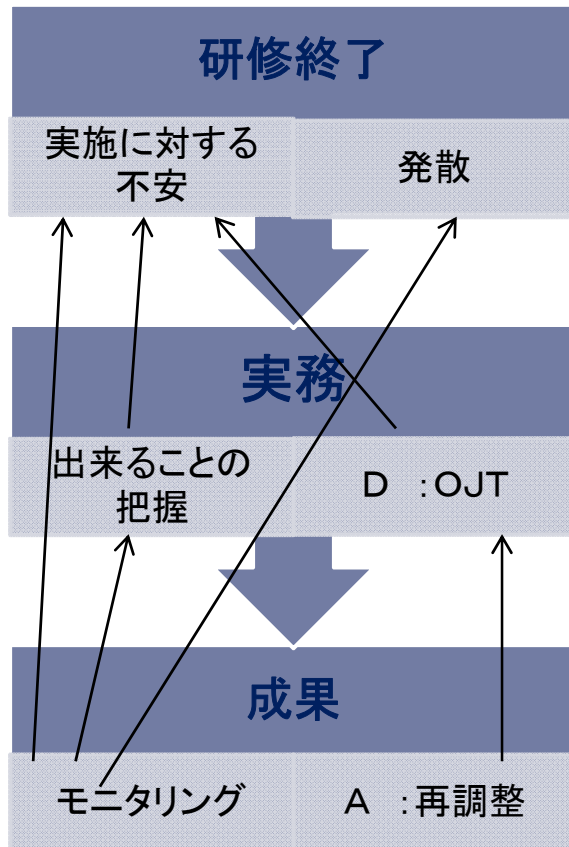 研修終了
実施に対する
不安
発散
実務
出来ることの
把握
Ｄ　：ＯＪＴ
成果
モニタリング
Ａ　：再調整